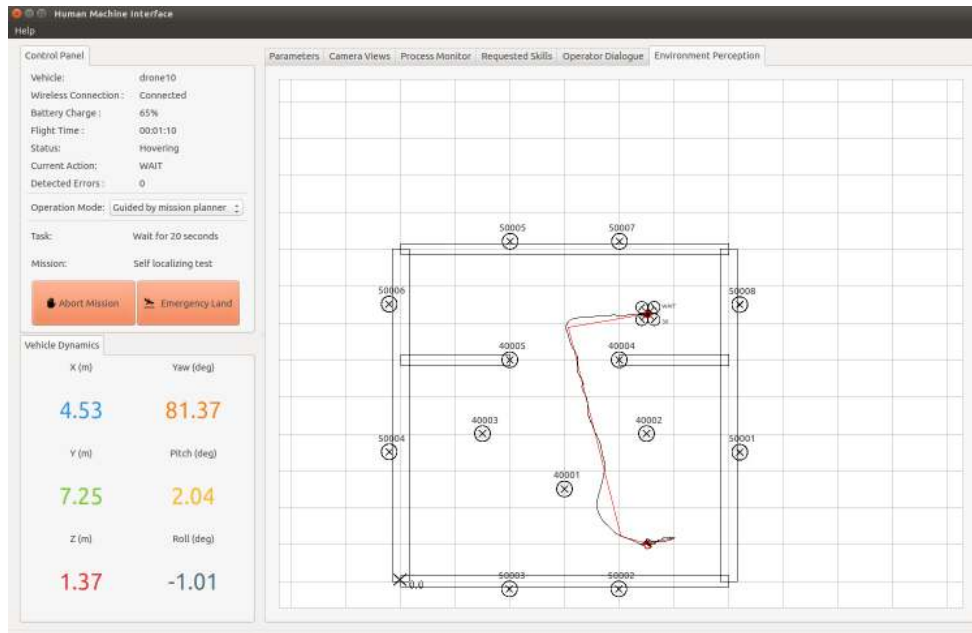 Human Machine Interface
Help
Control Panel
Vehicle: drone10
Wireless Connection : Connected
Battery Charge : 65%
Flight Time : 00:01:10
Status: Hovering
Current Action: WAIT
Detected Errors : 0
Operation Mode: Guided by mission planner
Task: Wait for 20 seconds
Mission: Self localizing test
Abort Mission Emergency Land
Vehicle Dynamics
X (m) Yaw (deg)
4.53 81.37
Y (m) Pitch (deg)
7.25 2.04
Z (m) Roll (deg)
1.37 -1.01
Parameters Camera Views Process Monitor Requested Skills Operator Dialogue Environment Perception
50005 50007
50006 50008
WAIT
40005 40004
40003 40002
50004 50001
40001
50003 50002
0,0